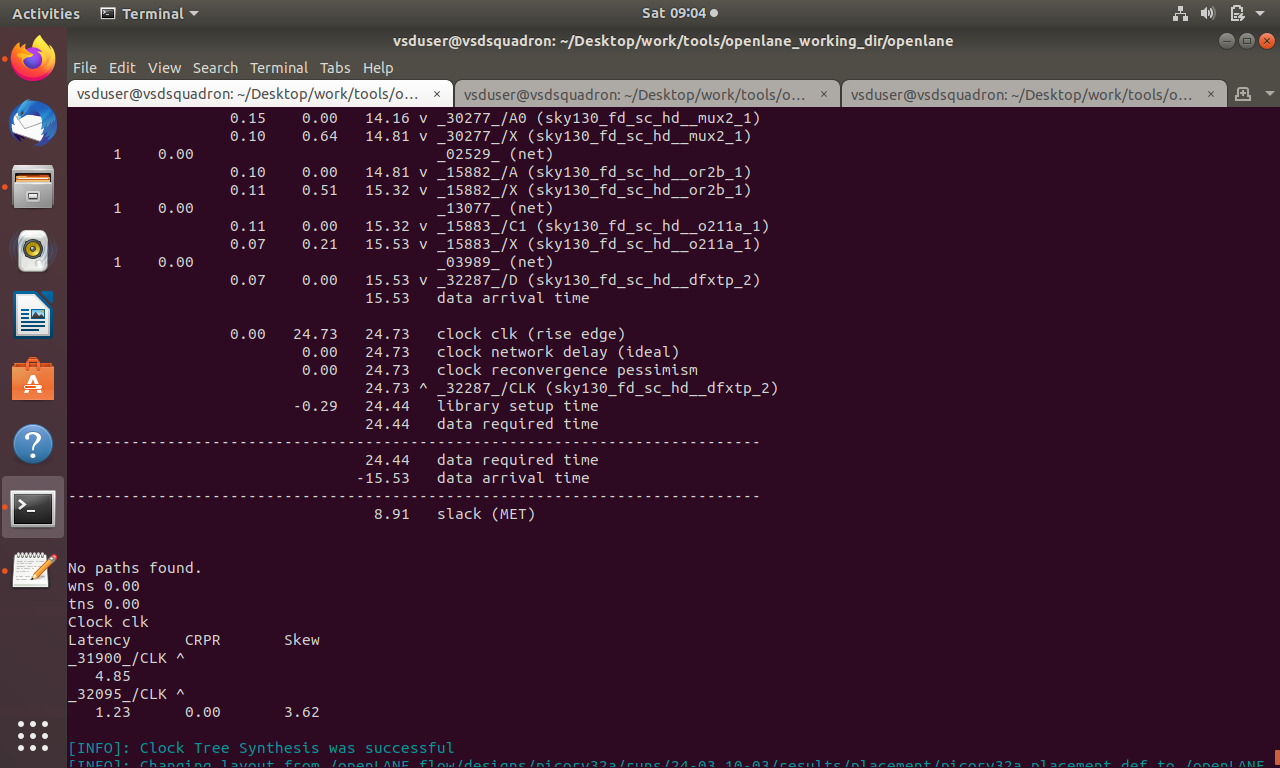 Activities Terminal Sat 09:04
vsduser@vsdsquadron: ~/Desktop/work/tools/openlane_working_dir/openlane
File Edit View Search Terminal Tabs Help
vsduser@vsdsquadron: ~/Desktop/work/tools/o... × vsduser@vsdsquadron: ~/Desktop/work/tools/o... × vsduser@vsdsquadron: ~/Desktop/work/tools/o... ×
0.15 0.00 14.16 v _30277_/A0 (sky130_fd_sc_hd__mux2_1)
0.10 0.64 14.81 v _30277_/X (sky130_fd_sc_hd__mux2_1)
1 0.00 _02529_ (net)
0.10 0.00 14.81 v _15882_/A (sky130_fd_sc_hd__or2b_1)
0.11 0.51 15.32 v _15882_/X (sky130_fd_sc_hd__or2b_1)
1 0.00 _13077_ (net)
0.11 0.00 15.32 v _15883_/C1 (sky130_fd_sc_hd__o211a_1)
0.07 0.21 15.53 v _15883_/X (sky130_fd_sc_hd__o211a_1)
1 0.00 _03989_ (net)
0.07 0.00 15.53 v _32287_/D (sky130_fd_sc_hd__dfxtp_2)
15.53 data arrival time
0.00 24.73 24.73 clock clk (rise edge)
0.00 24.73 clock network delay (ideal)
0.00 24.73 clock reconvergence pessimism
24.73 ^ _32287_/CLK (sky130_fd_sc_hd__dfxtp_2)
-0.29 24.44 library setup time
24.44 data required time
-----------------------------------------------------------------------------
24.44 data required time
-15.53 data arrival time
-----------------------------------------------------------------------------
8.91 slack (MET)
No paths found.
wns 0.00
tns 0.00
Clock clk
Latency CRPR Skew
_31900_/CLK ^
4.85
_32095_/CLK ^
1.23 0.00 3.62
[INFO]: Clock Tree Synthesis was successful
[INFO]: Changing layout from /openLANE_flow/designs/picorv32a/runs/24-03_10-03/results/placement/picorv32a.placement.def to /openLANE_